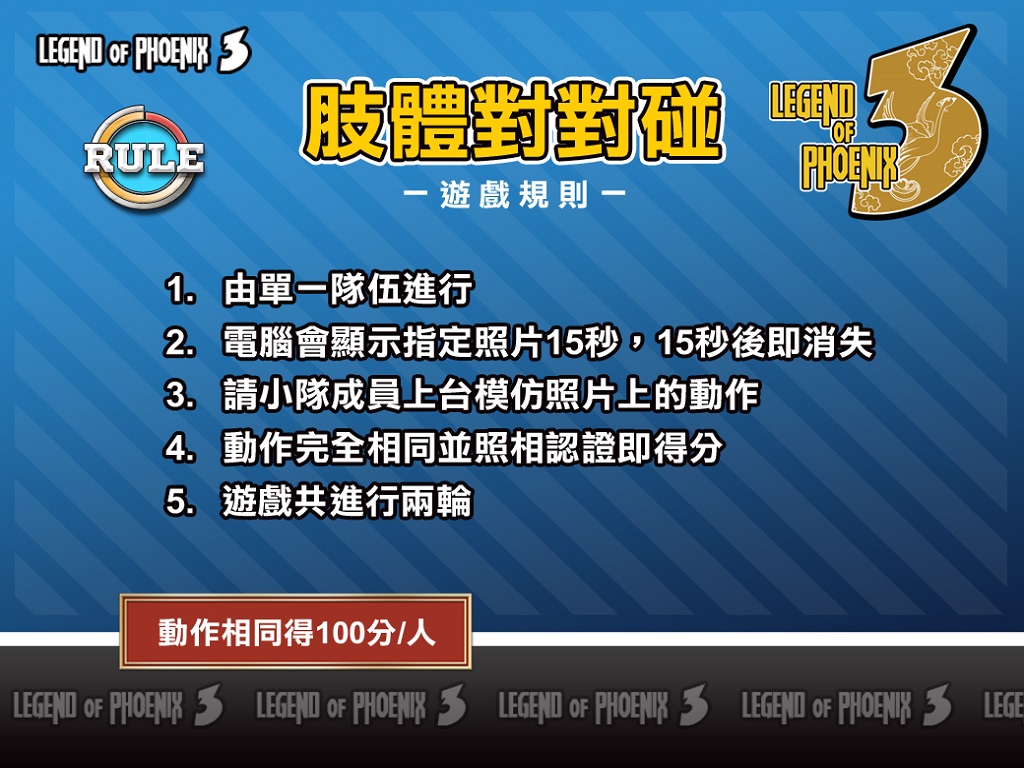 LEGEND OF PHOENIX 3
RULE
肢體對對碰
LEGEND
OF
PHOENIX
3
－遊戲規則－
1. 由單一隊伍進行
2. 電腦會顯示指定照片15秒，15秒後即消失
3. 請小隊成員上台模仿照片上的動作
4. 動作完全相同並照相認證即得分
5. 遊戲共進行兩輪
動作相同得100分/人
LEGEND OF PHOENIX 3 LEGEND OF PHOENIX 3 LEGEND OF PHOENIX 3 LEGEND OF PHOENIX 3 LEGE